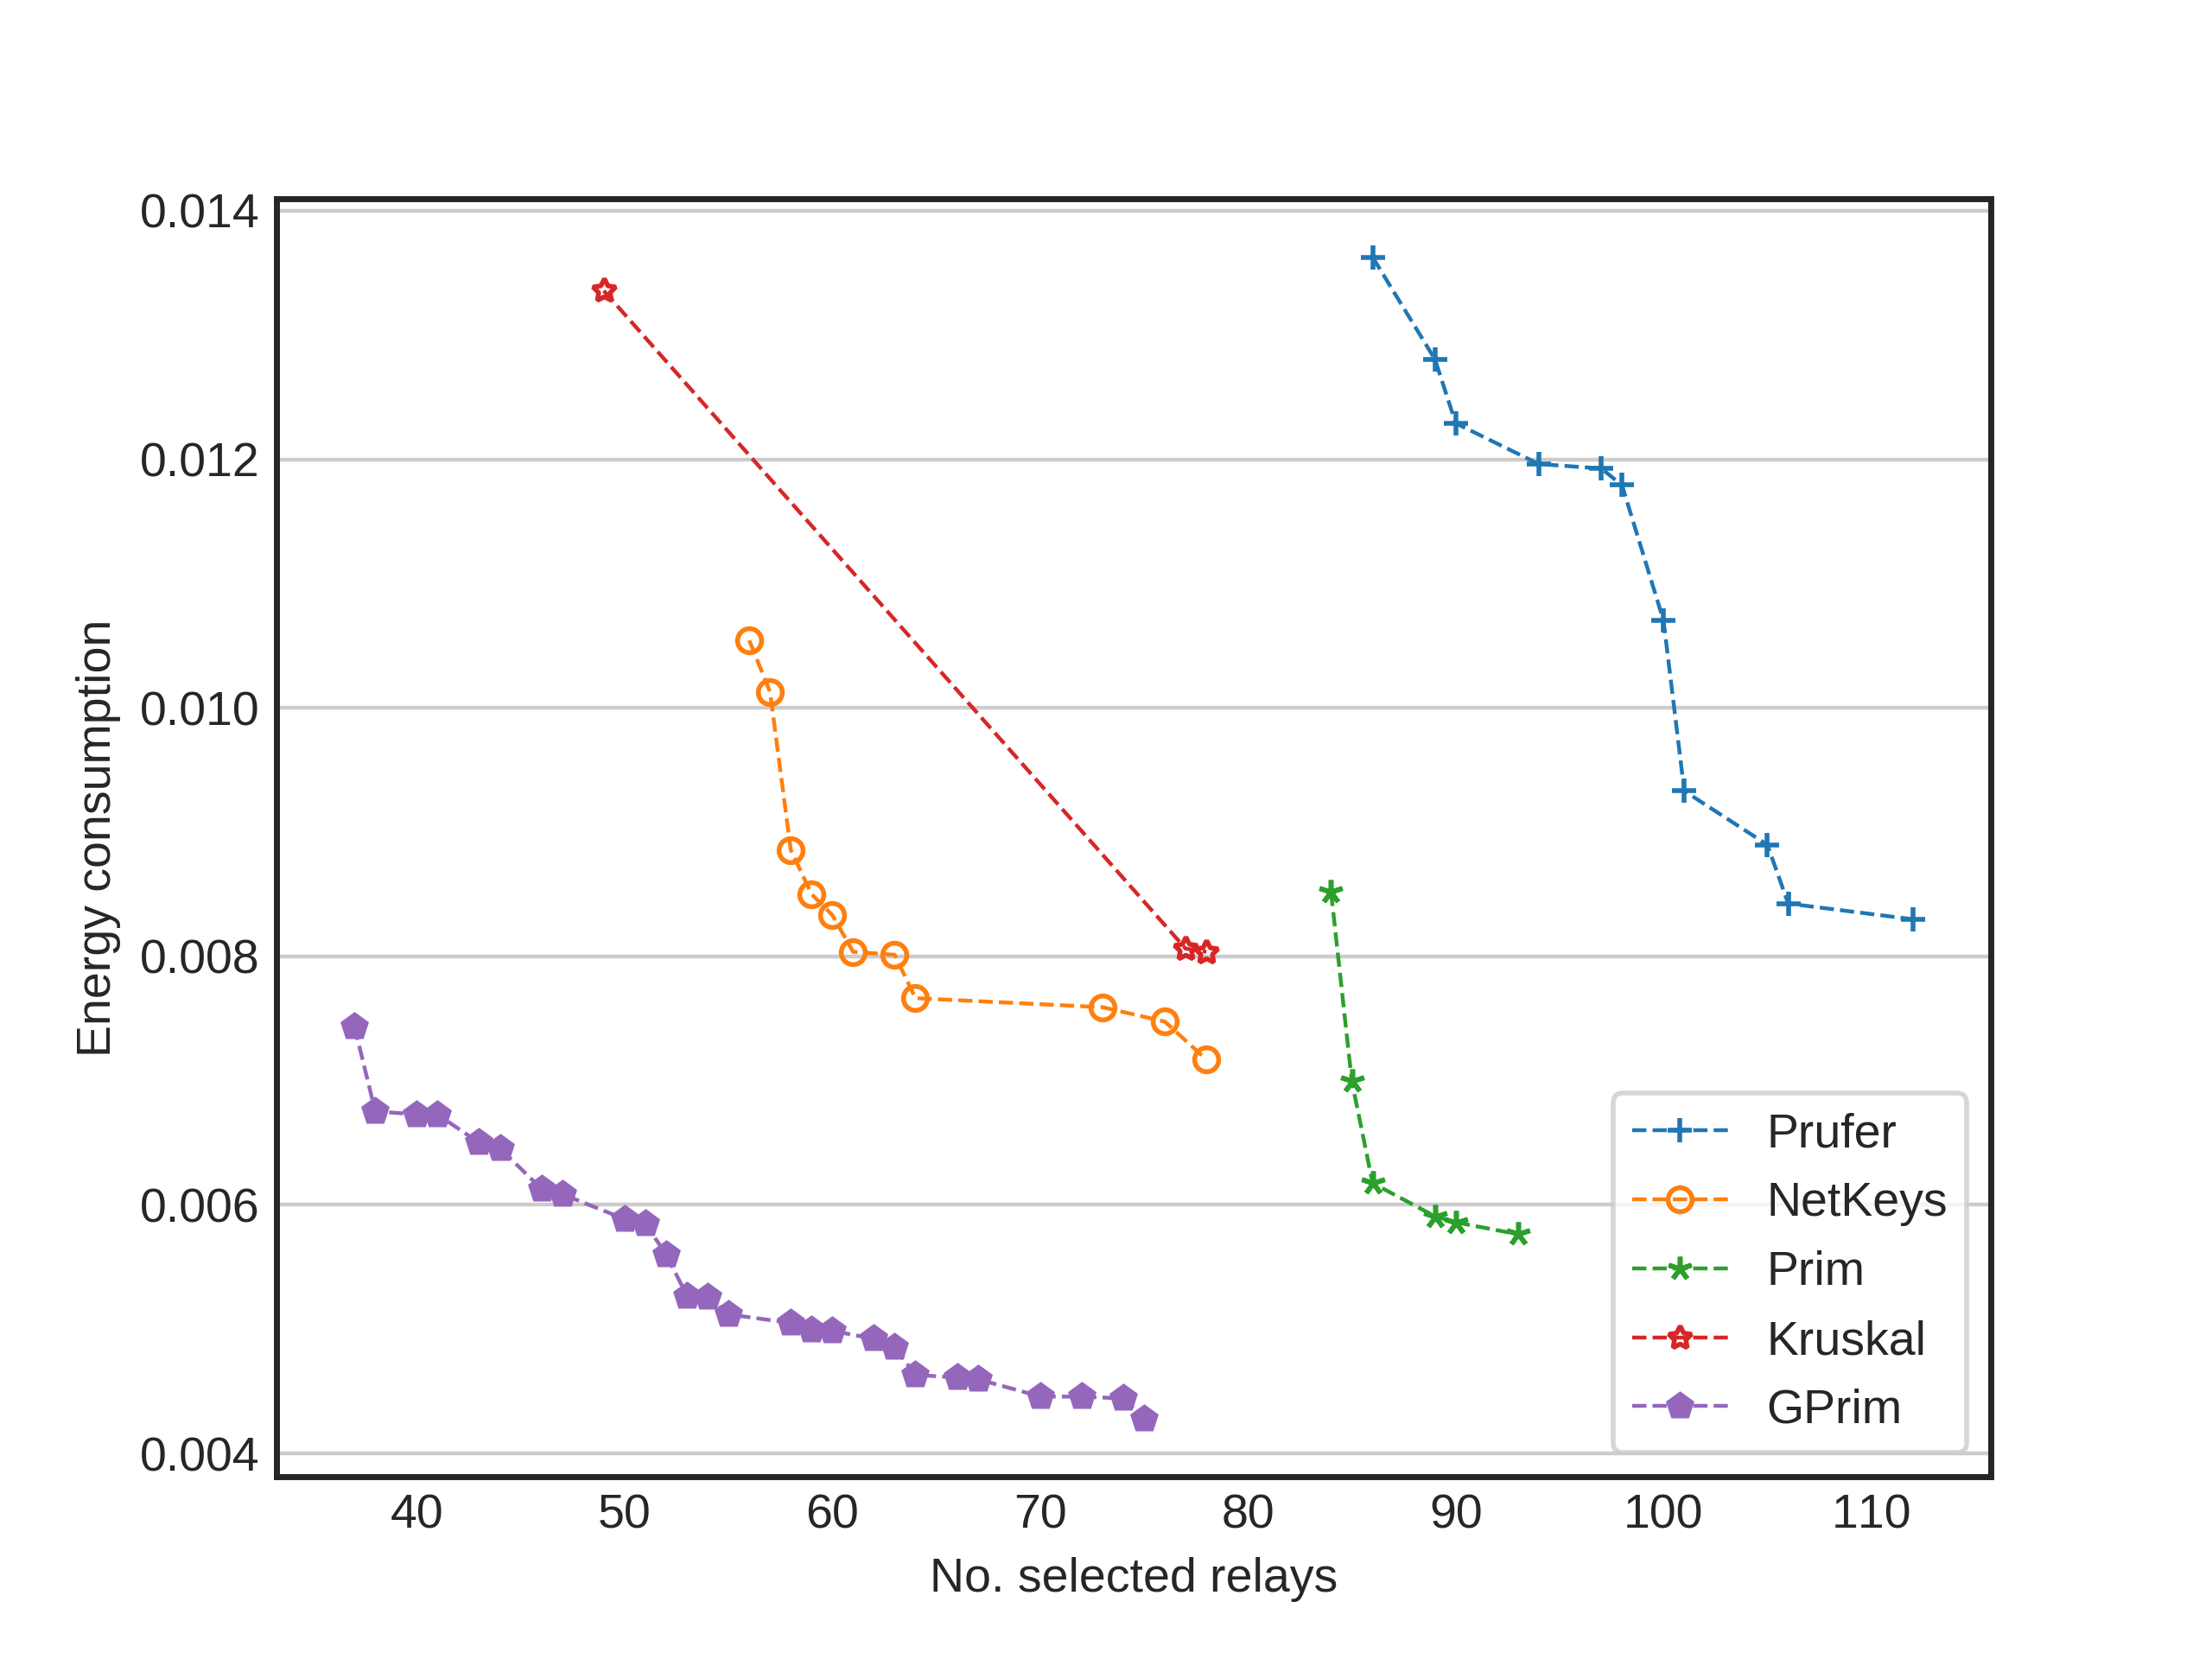 0.014
0.012
0.010
0.008
0.006
0.004
Energy consumption
40 50 60 70 80 90 100 110
No. selected relays
Prufer
NetKeys
Prim
Kruskal
GPrim